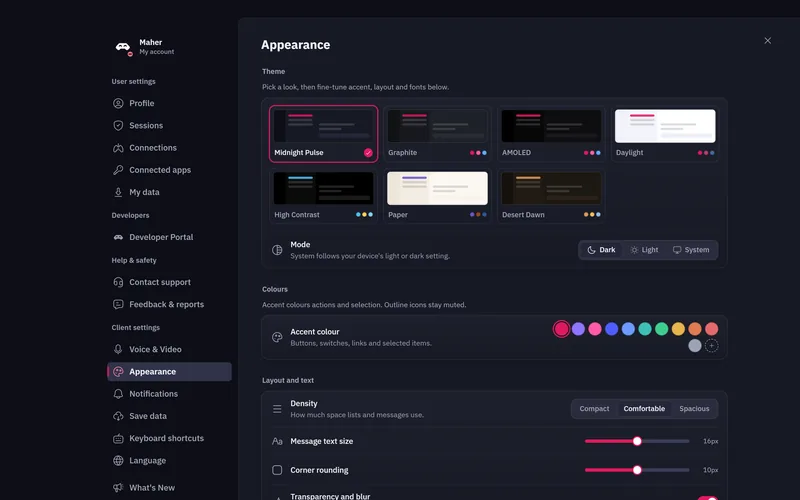 Maher
My account
User settings
Profile
Sessions
Connections
Connected apps
My data
Developers
Developer Portal
Help & safety
Contact support
Feedback & reports
Client settings
Voice & Video
Appearance
Notifications
Save data
Keyboard shortcuts
Language
What's New
Appearance
Theme
Pick a look, then fine-tune accent, layout and fonts below.
Midnight Pulse
Graphite
AMOLED
Daylight
High Contrast
Paper
Desert Dawn
Mode
System follows your device's light or dark setting.
Dark
Light
System
Colours
Accent colours actions and selection. Outline icons stay muted.
Accent colour
Buttons, switches, links and selected items.
Layout and text
Density
How much space lists and messages use.
Compact
Comfortable
Spacious
Aa
Message text size
16px
Corner rounding
10px
Transparency and blur